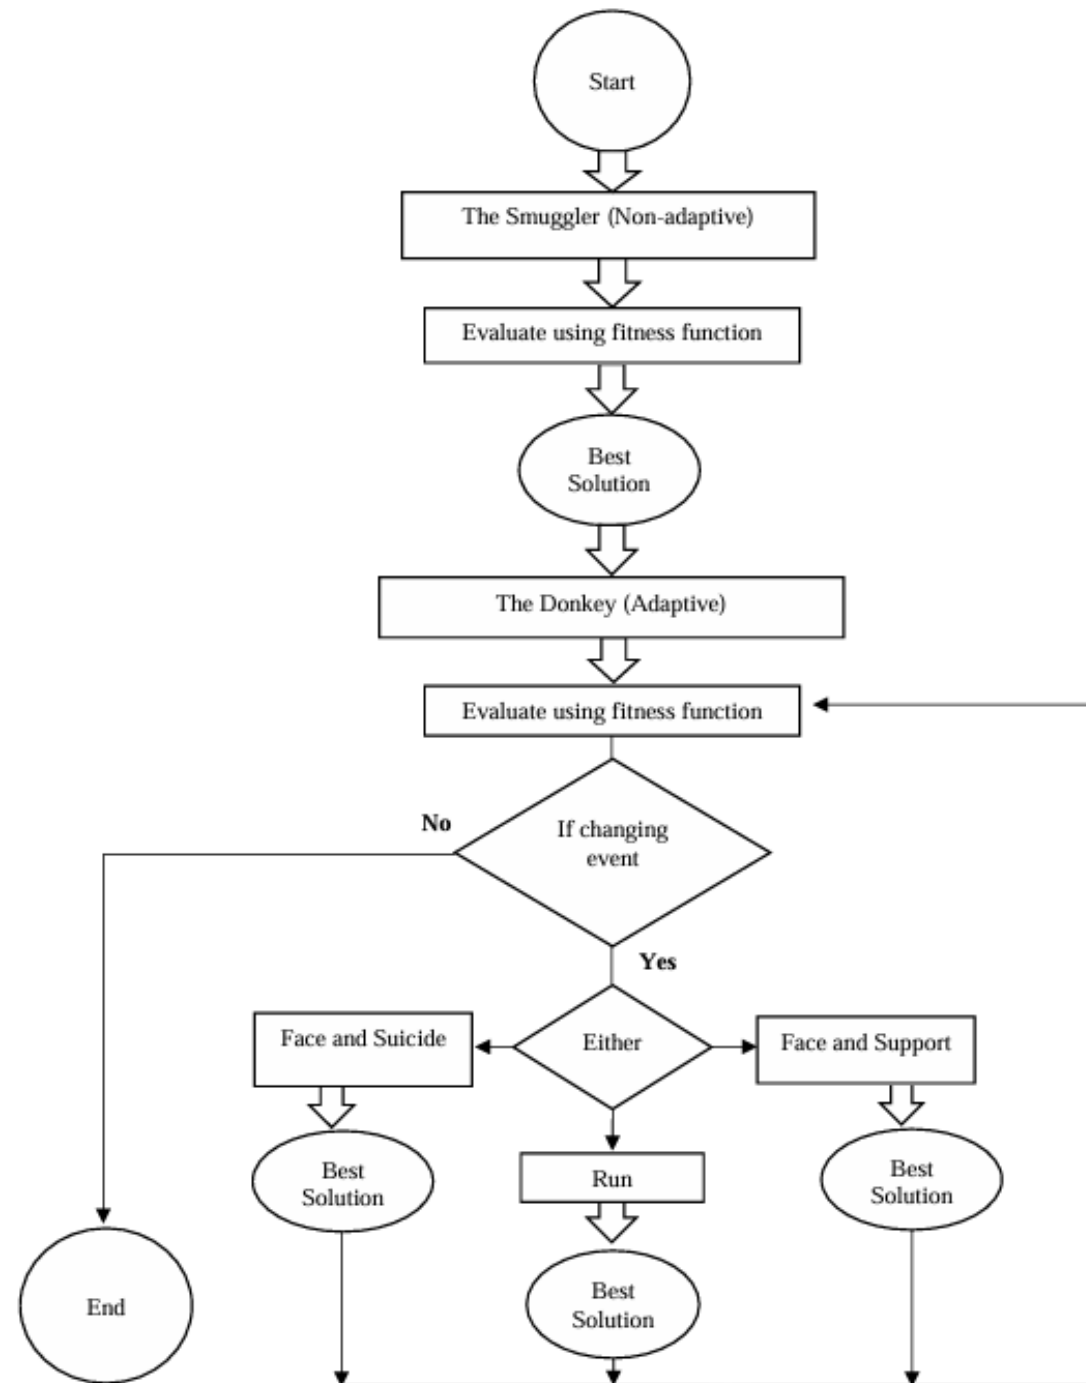 Start
The Smuggler (Non-adaptive)
Evaluate using fitness function
Best
Solution
The Donkey (Adaptive)
Evaluate using fitness function
No
If changing
event
Yes
Face and Suicide
Either
Face and Support
Best
Solution
Run
Best
Solution
End
Best
Solution